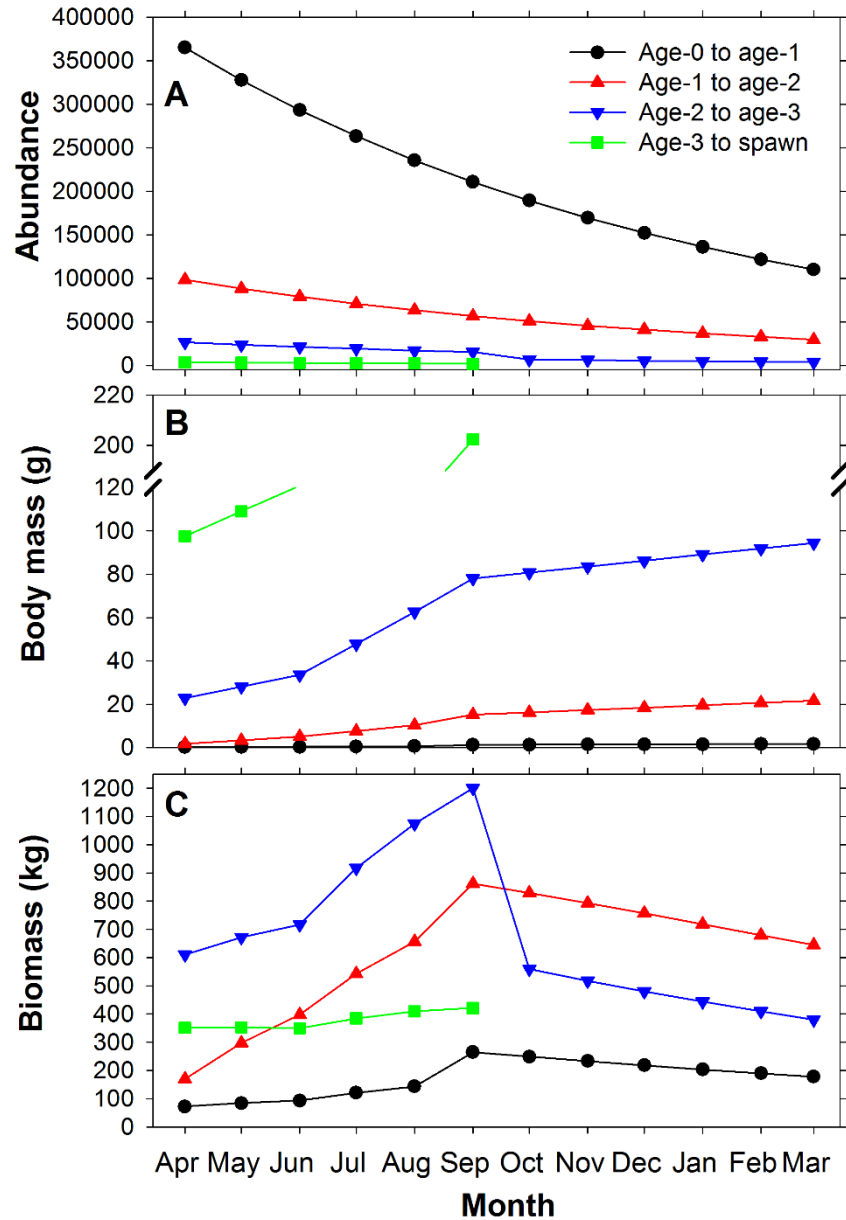 400000
350000
300000
250000
200000
150000
100000
50000
0
Abundance
A
Age-0 to age-1
Age-1 to age-2
Age-2 to age-3
Age-3 to spawn
220
200
120
100
80
60
40
20
0
Body mass (g)
B
1200
1100
1000
900
800
700
600
500
400
300
200
100
0
Biomass (kg)
C
Apr May Jun Jul Aug Sep Oct Nov Dec Jan Feb Mar
Month